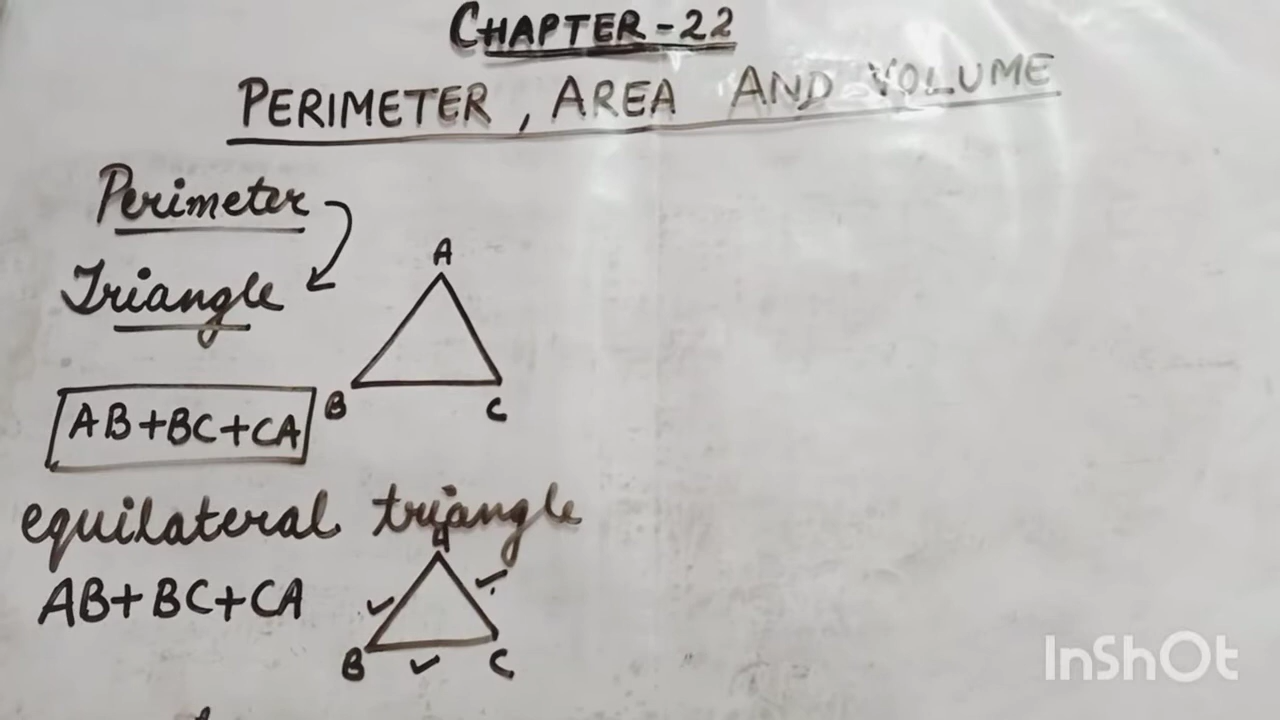 CHAPTER-22
PERIMETER, AREA AND VOLUME
Perimeter
Triangle
A
B
C
AB+BC+CA
equilateral triangle
A
AB+BC+CA
B
C
InShOt